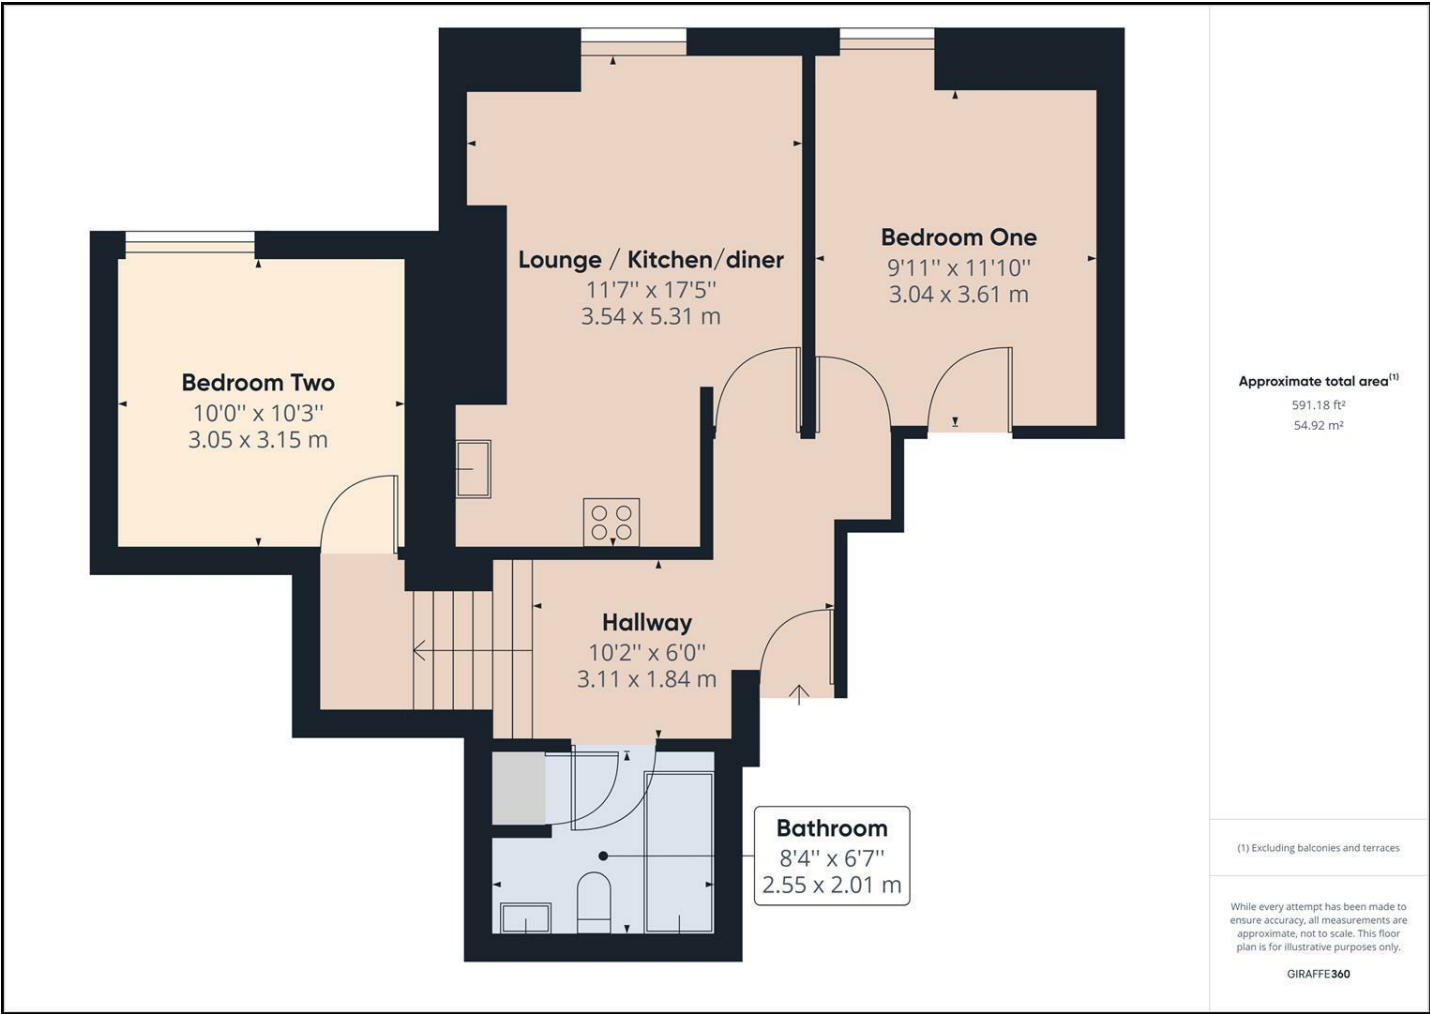 Lounge / Kitchen/diner
11'7'' x 17'5''
3.54 x 5.31 m
Bedroom One
9'11'' x 11'10''
3.04 x 3.61 m
Bedroom Two
10'0'' x 10'3''
3.05 x 3.15 m
Hallway
10'2'' x 6'0''
3.11 x 1.84 m
Bathroom
8'4'' x 6'7''
2.55 x 2.01 m
Approximate total area(1)
591.18 ft²
54.92 m²
(1) Excluding balconies and terraces
While every attempt has been made to
ensure accuracy, all measurements are
approximate, not to scale. This floor
plan is for illustrative purposes only.
GIRAFFE360